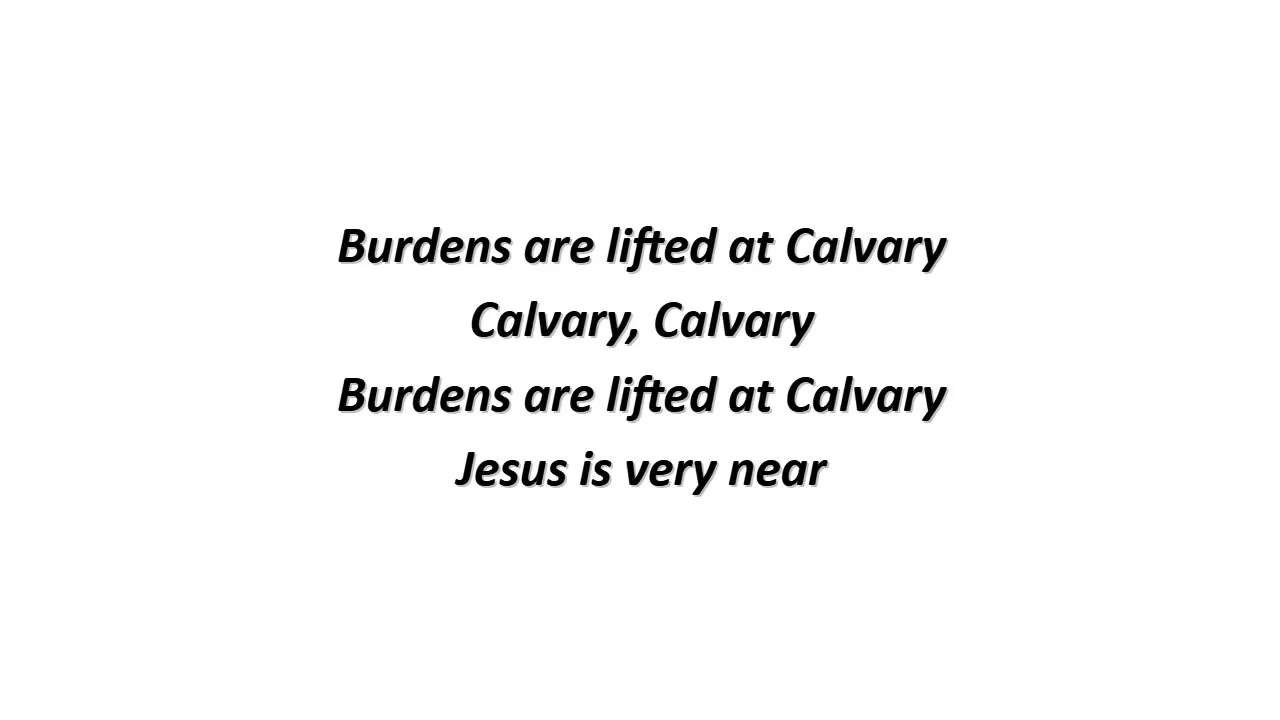 Burdens are lifted at Calvary
Calvary, Calvary
Burdens are lifted at Calvary
Jesus is very near